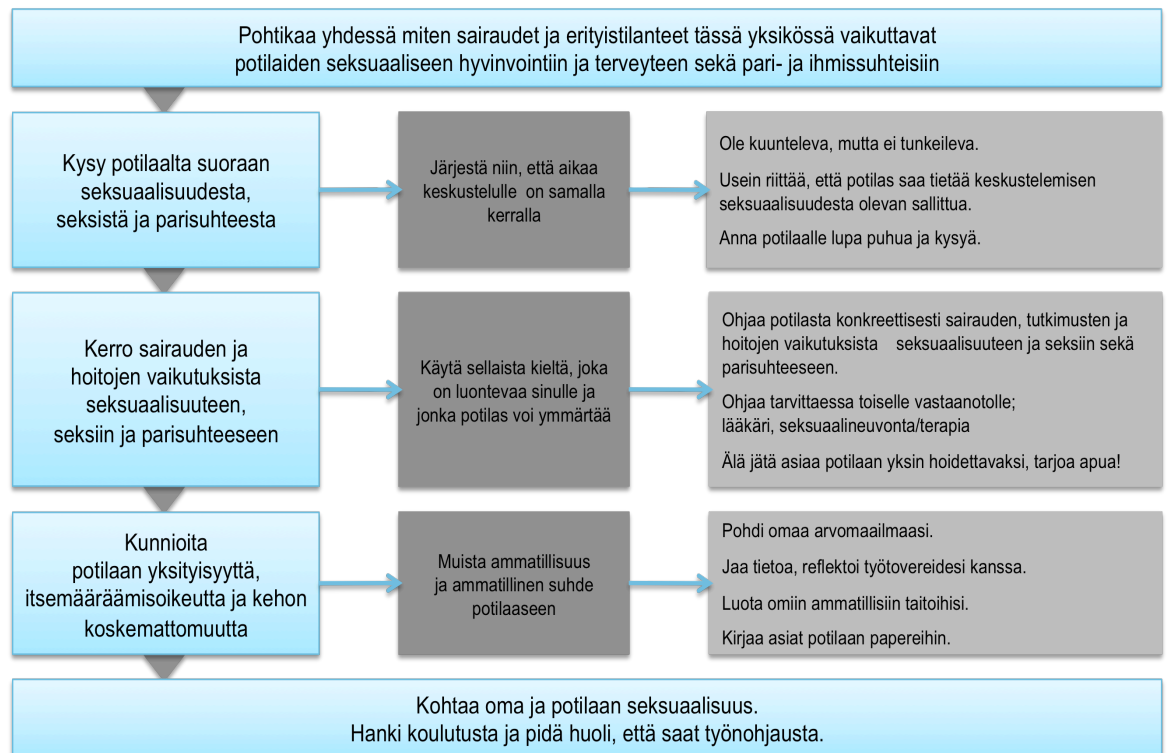 Pohtikaa yhdessä miten sairaudet ja erityistilanteet tässä yksikössä vaikuttavat
potilaiden seksuaaliseen hyvinvointiin ja terveyteen sekä pari- ja ihmissuhteisiin
Kysy potilaalta suoraan
seksuaalisuudesta,
seksistä ja parisuhteesta
Järjestä niin, että aikaa
keskustelulle on samalla
kerralla
Ole kuunteleva, mutta ei tunkeileva.
Usein riittää, että potilas saa tietää keskustelemisen
seksuaalisuudesta olevan sallittua.
Anna potilaalle lupa puhua ja kysyä.
Kerro sairauden ja
hoitojen vaikutuksista
seksuaalisuuteen,
seksiin ja parisuhteeseen
Käytä sellaista kieltä, joka
on luontevaa sinulle ja
jonka potilas voi ymmärtää
Ohjaa potilasta konkreettisesti sairauden, tutkimusten ja
hoitojen vaikutuksista seksuaalisuuteen ja seksiin sekä
parisuhteeseen.
Ohjaa tarvittaessa toiselle vastaanotolle;
lääkäri, seksuaalineuvonta/terapia
Älä jätä asiaa potilaan yksin hoidettavaksi, tarjoa apua!
Kunnioita
potilaan yksityisyyttä,
itsemääräämisoikeutta ja kehon
koskemattomuutta
Muista ammatillisuus
ja ammatillinen suhde
potilaaseen
Pohdi omaa arvomaailmaasi.
Jaa tietoa, reflektoi työtovereidesi kanssa.
Luota omiin ammatillisiin taitoihisi.
Kirjaa asiat potilaan papereihin.
Kohtaa oma ja potilaan seksuaalisuus.
Hanki koulutusta ja pidä huoli, että saat työnohjausta.